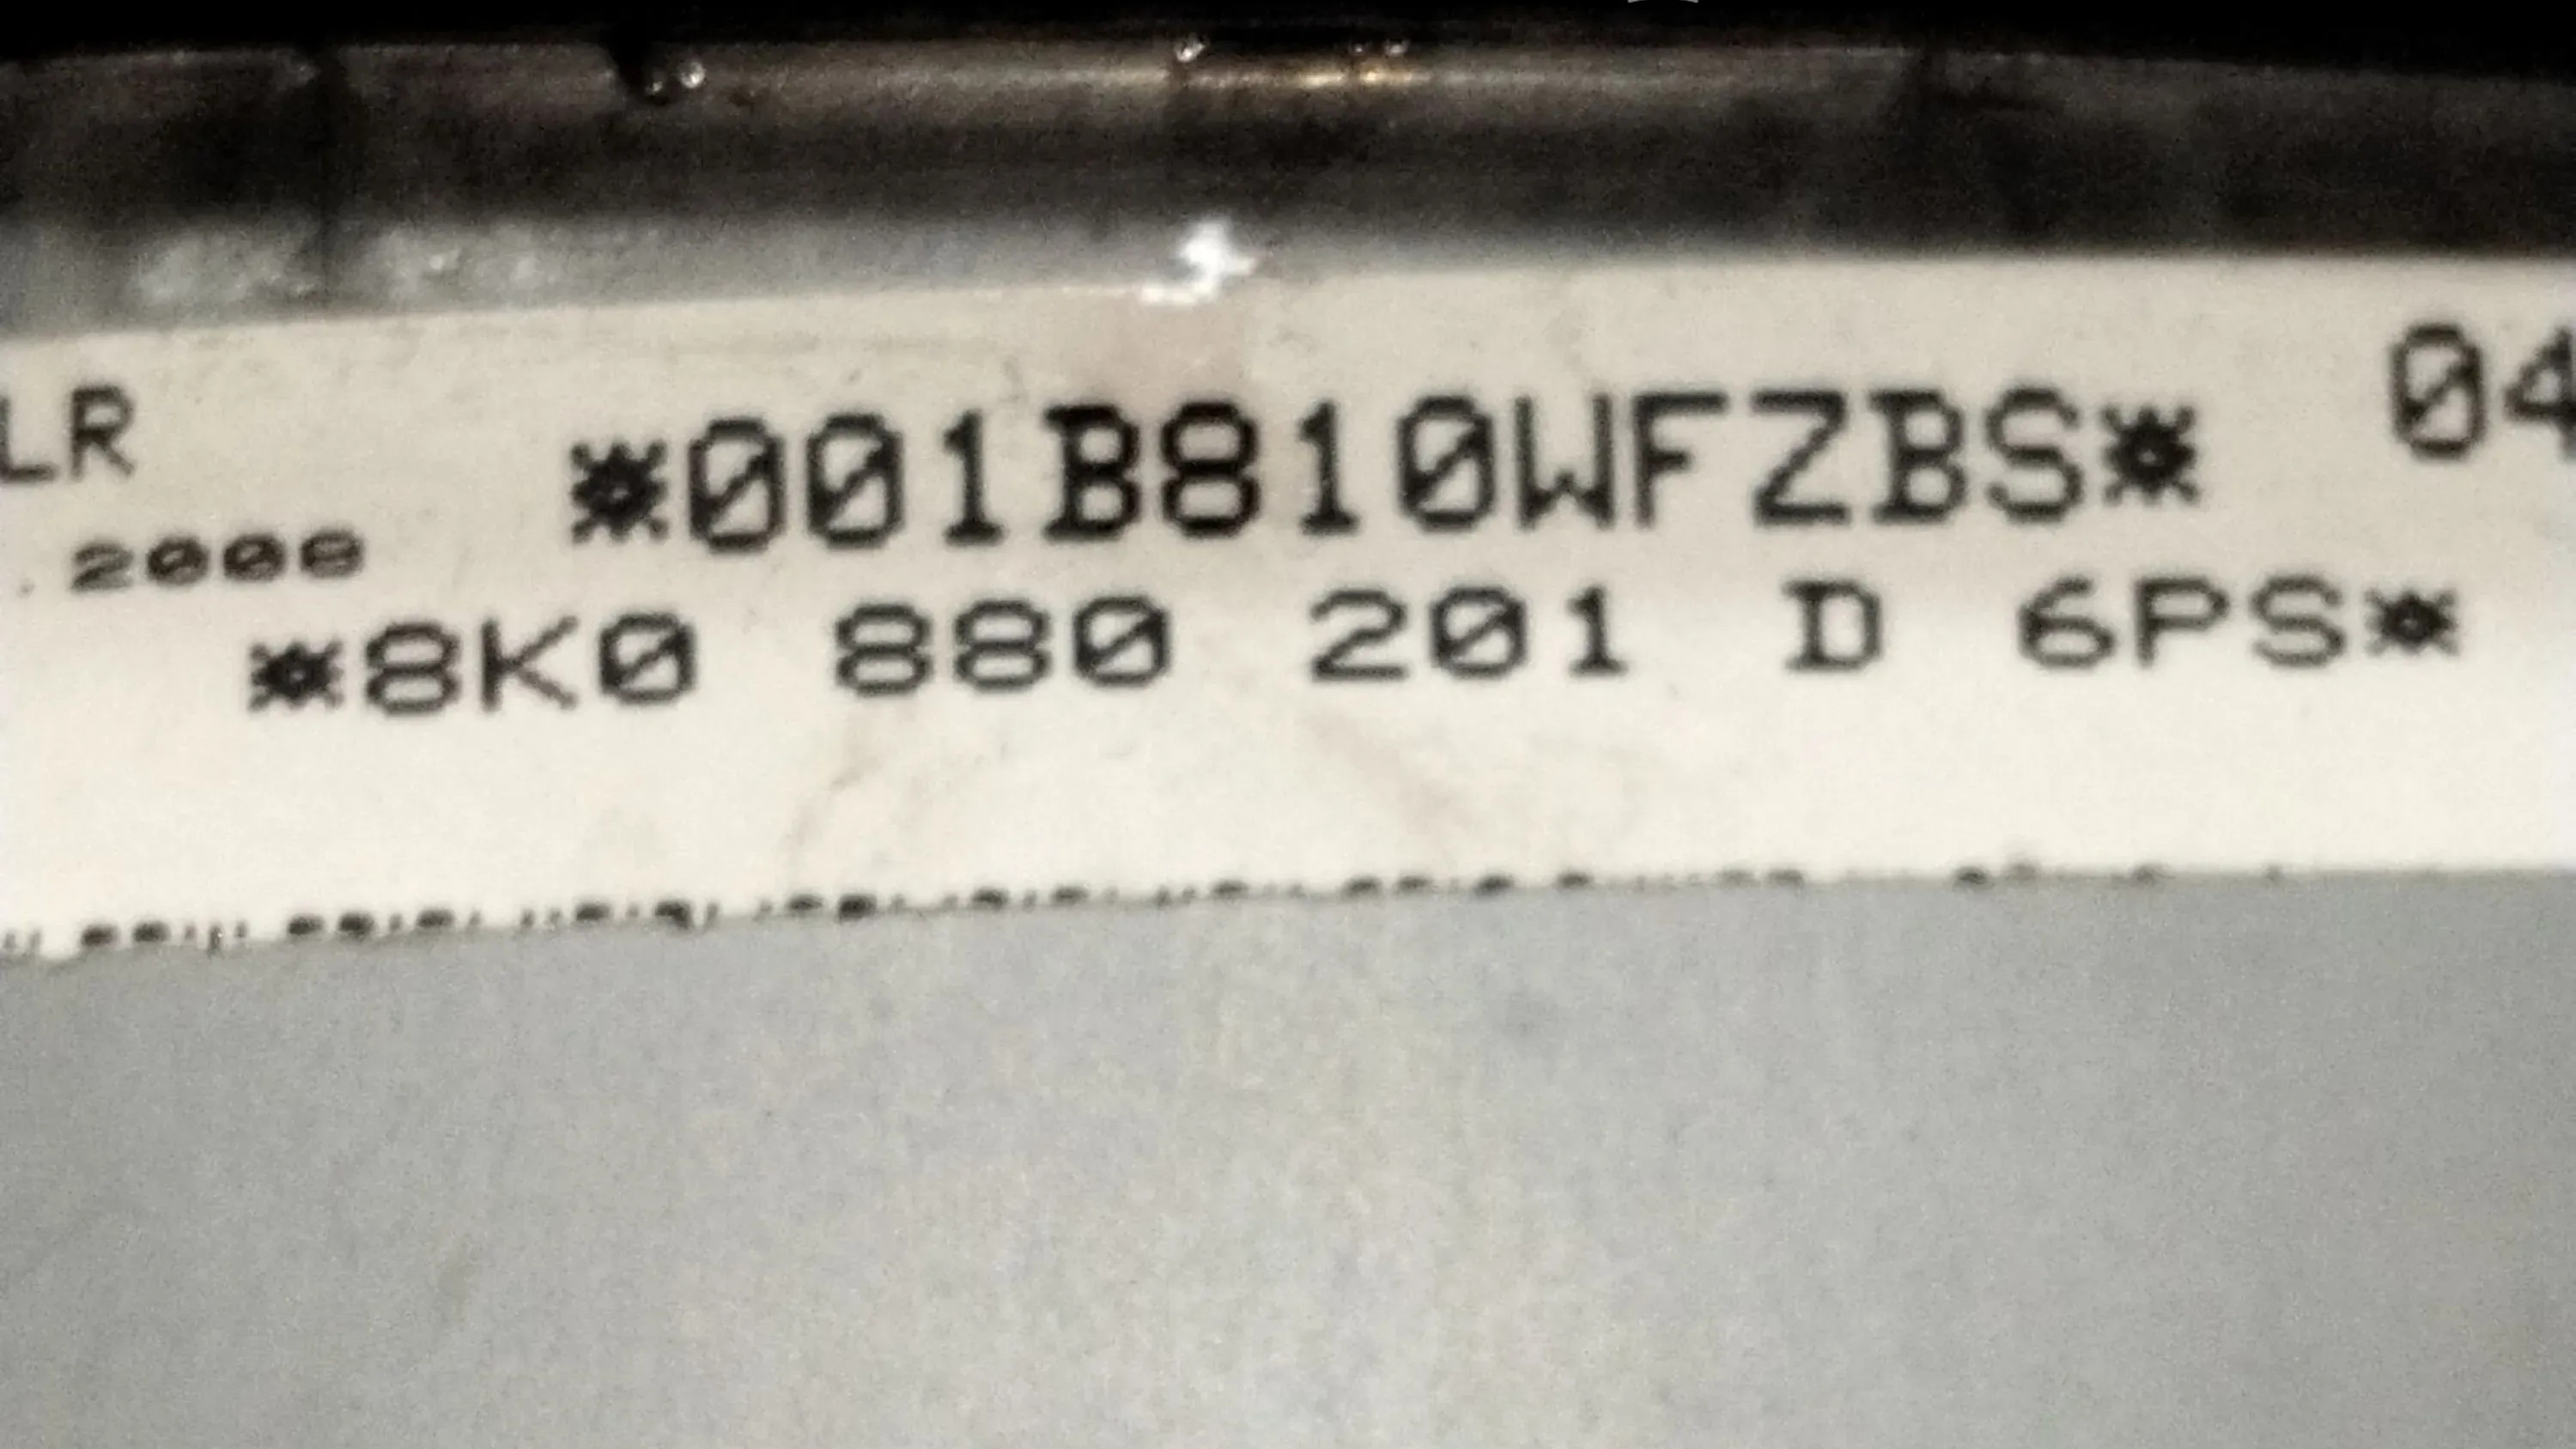 LR *001B810WFZBS* 04
. 2008
*8K0 880 201 D 6PS*